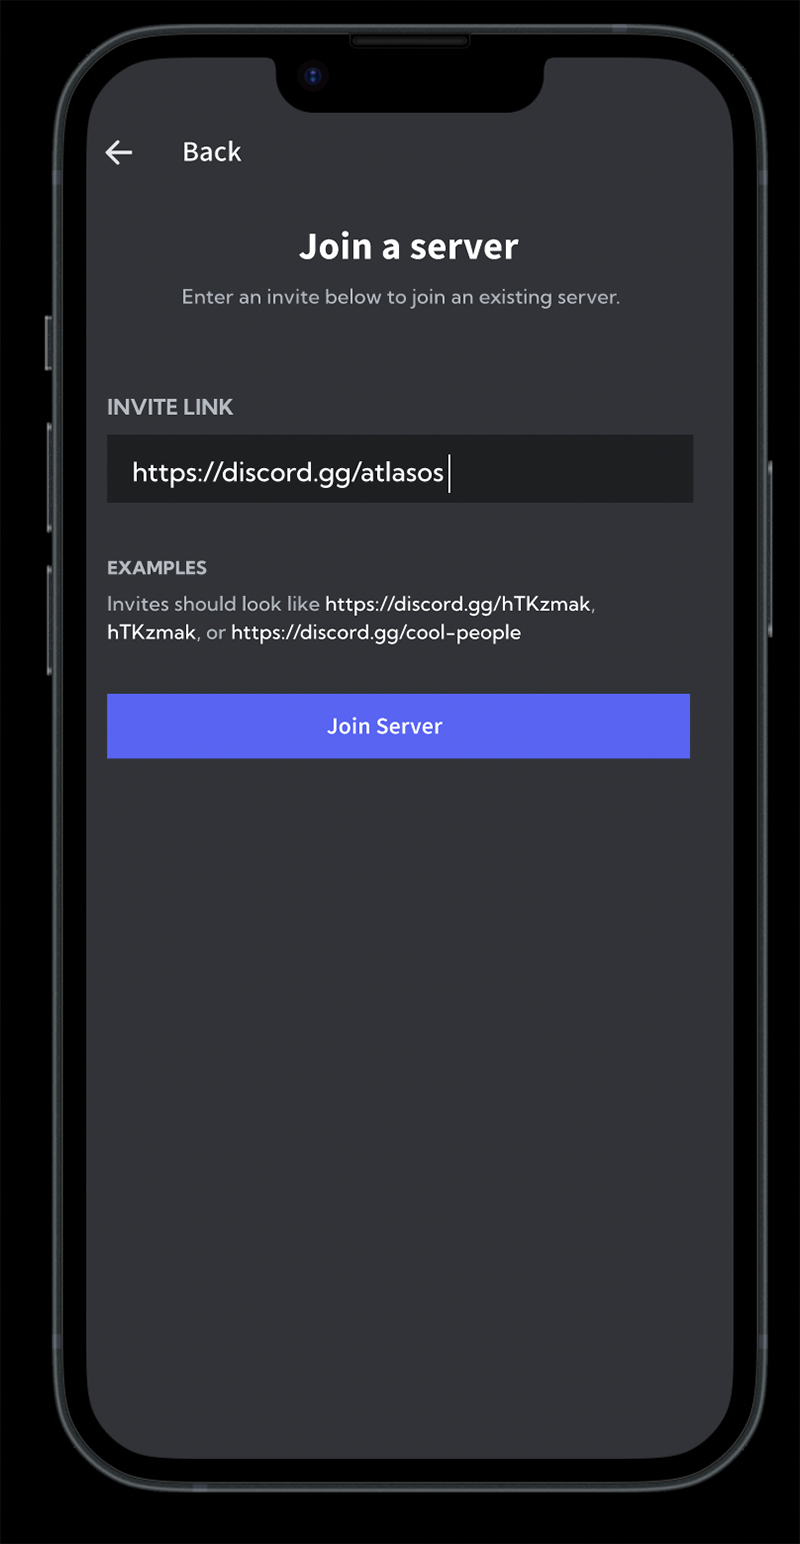 Back
Join a server
Enter an invite below to join an existing server.
INVITE LINK
https://discord.gg/atlasos
EXAMPLES
Invites should look like https://discord.gg/hTKzmak,
hTKzmak, or https://discord.gg/cool-people
Join Server